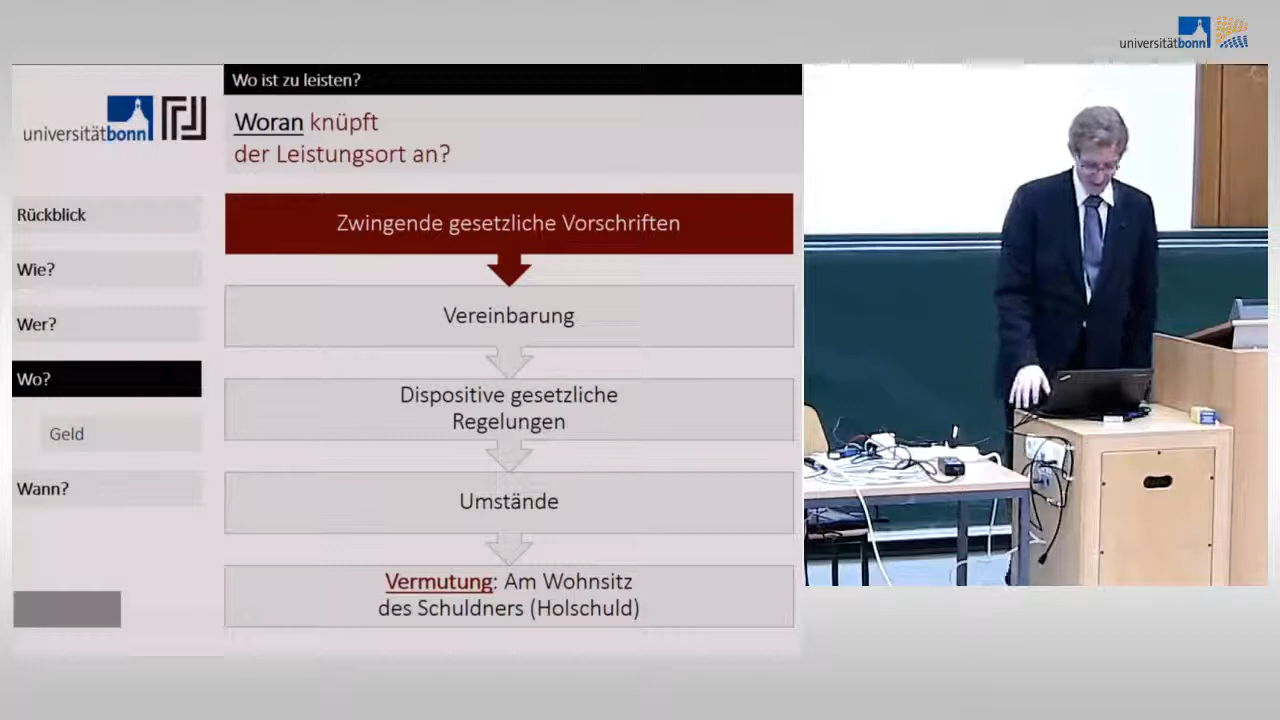 universitätbonn
Wo ist zu leisten?
universitätbonn
Woran knüpft
der Leistungsort an?
Rückblick
Wie?
Wer?
Wo?
Geld
Wann?
Zwingende gesetzliche Vorschriften
Vereinbarung
Dispositive gesetzliche
Regelungen
Umstände
Vermutung: Am Wohnsitz
des Schuldners (Holschuld)